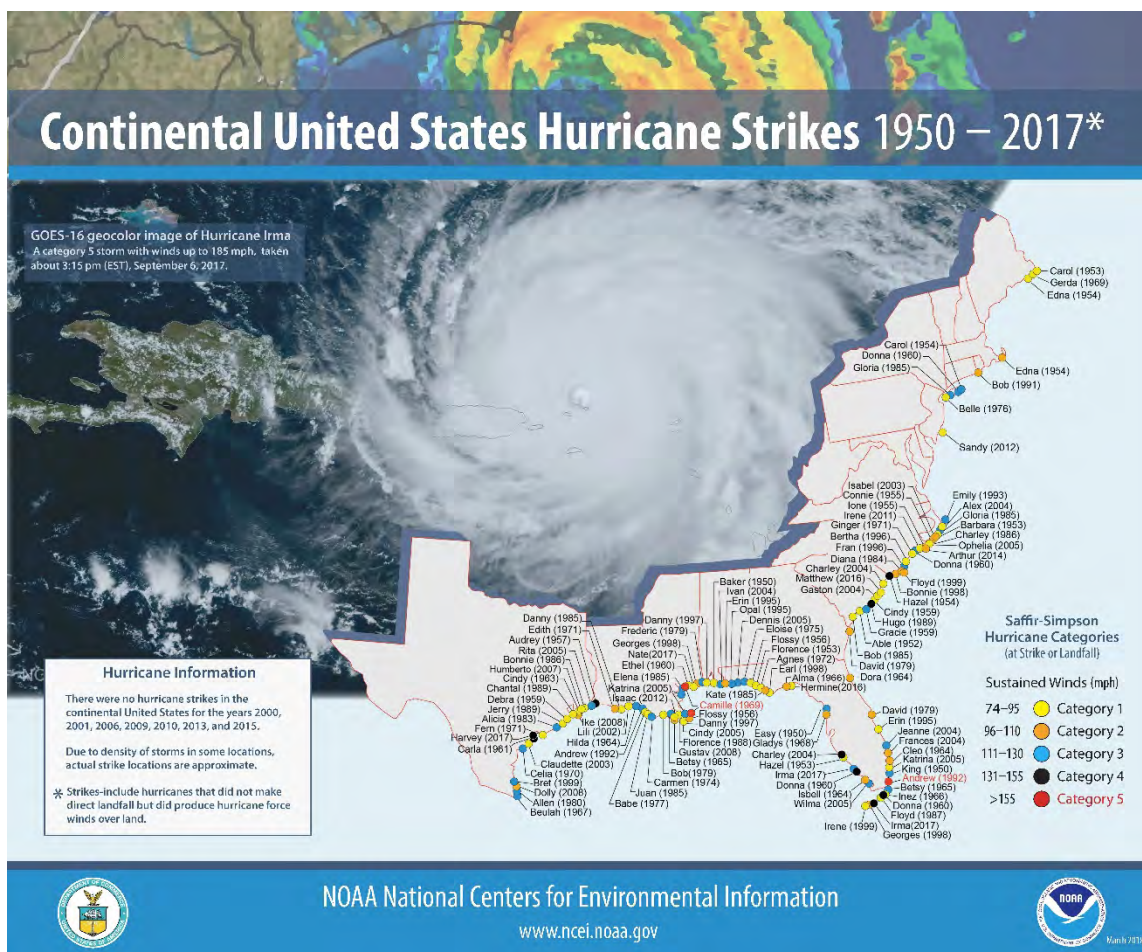 Continental United States Hurricane Strikes 1950 – 2017*
GOES-16 geocolor image of Hurricane Irma
A category 5 storm with winds up to 185 mph, taken
about 3:15 pm (EST), September 6, 2017.
Carol (1953)
Gerda (1969)
Edna (1954)
Carol (1954)
Donna (1960)
Gloria (1985)
Edna (1954)
Bob (1991)
Belle (1976)
Sandy (2012)
Isabel (2003)
Connie (1955)
Ione (1955)
Irene (2011)
Ginger (1971)
Bertha (1996)
Fran (1996)
Diana (1984)
Charley (2004)
Matthew (2016)
Gaston (2004)
Emily (1993)
Alex (2004)
Gloria (1985)
Barbara (1953)
Charley (1986)
Ophelia (2005)
Arthur (2014)
Donna (1960)
Floyd (1999)
Bonnie (1998)
Hazel (1954)
Cindy (1959)
Hugo (1989)
Gracie (1959)
Able (1952)
Bob (1985)
David (1979)
Dora (1964)
Baker (1950)
Ivan (2004)
Erin (1995)
Opal (1995)
Dennis (2005)
Eloise (1975)
Flossy (1956)
Florence (1953)
Agnes (1972)
Earl (1998)
Alma (1966)
Hermine(2016)
Danny (1997)
Frederic (1979)
Georges (1998)
Nate(2017)
Ethel (1960)
Elena (1985)
Katrina (2005)
Isaac (2012)
Danny (1985)
Edith (1971)
Audrey (1957)
Rita (2005)
Bonnie (1986)
Humberto (2007)
Cindy (1963)
Chantal (1989)
Debra (1959)
Jerry (1989)
Alicia (1983)
Fern (1971)
Harvey (2017)
Carla (1961)
Kate (1985)
Camille (1969)
Flossy (1956)
Danny (1997)
Cindy (2005)
Florence (1988)
Gustav (2008)
Betsy (1965)
Bob(1979)
Carmen (1974)
Juan (1985)
Babe (1977)
Ike (2008)
Lili (2002)
Hilda (1964)
Andrew (1992)
Claudette (2003)
Celia (1970)
Bret (1999)
Dolly (2008)
Allen (1980)
Beulah (1967)
Easy (1950)
Gladys (1968)
Charley (2004)
Hazel (1953)
Irma (2017)
Donna (1960)
Isbell (1964)
Wilma (2005)
Irene (1999)
David (1979)
Erin (1995)
Jeanne (2004)
Frances (2004)
Cleo (1964)
Katrina (2005)
King (1950)
Andrew (1992)
Betsy (1965)
Inez (1966)
Donna (1960)
Floyd (1987)
Irma(2017)
Georges (1998)
Saffir-Simpson
Hurricane Categories
(at Strike or Landfall)
Sustained Winds (mph)
74–95 Category 1
96–110 Category 2
111–130 Category 3
131–155 Category 4
>155 Category 5
Hurricane Information
There were no hurricane strikes in the
continental United States for the years 2000,
2001, 2006, 2009, 2010, 2013, and 2015.
Due to density of storms in some locations,
actual strike locations are approximate.
* Strikes-include hurricanes that did not make
direct landfall but did produce hurricane force
winds over land.
NOAA National Centers for Environmental Information
www.ncei.noaa.gov
NOAA